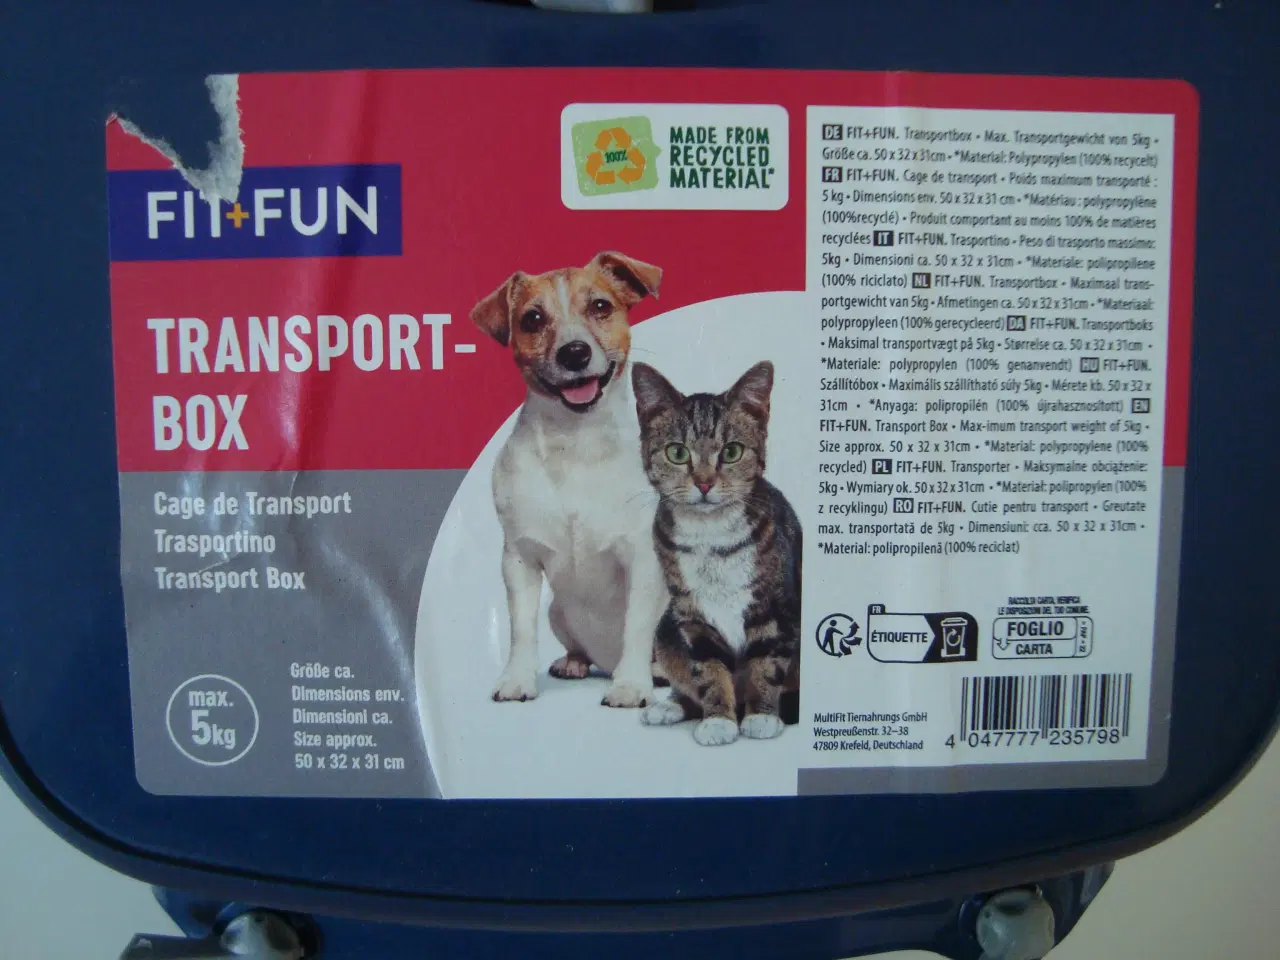 FIT+FUN
TRANSPORT-
BOX
Cage de Transport
Trasportino
Transport Box
max.
5kg
Größe ca.
Dimensions env.
Dimensioni ca.
Size approx.
50 x 32 x 31 cm
100%
MADE FROM
RECYCLED
MATERIAL*
DE FIT+FUN. Transportbox • Max. Transportgewicht von 5kg •
Größe ca. 50 x 32 x 31cm • *Material: Polypropylen (100% recycelt)
FR FIT+FUN. Cage de transport • Poids maximum transporté :
5 kg • Dimensions env. 50 x 32 x 31 cm • *Matériau : polypropylène
(100%recyclé) • Produit comportant au moins 100% de matières
recyclées IT FIT+FUN. Trasportino • Peso di trasporto massimo:
5kg • Dimensioni ca. 50 x 32 x 31cm • *Materiale: polipropilene
(100% riciclato) NL FIT+FUN. Transportbox • Maximaal trans-
portgewicht van 5kg • Afmetingen ca. 50 x 32 x 31cm • *Materiaal:
polypropyleen (100% gerecycleerd) DA FIT+FUN. Transportboks
• Maksimal transportvægt på 5kg • Størrelse ca. 50 x 32 x 31cm •
*Materiale: polypropylen (100% genanvendt) HU FIT+FUN.
Szállítóbox • Maximális szállítható súly 5kg • Mérete kb. 50 x 32 x
31cm • *Anyaga: polipropilén (100% újrahasznosított) EN
FIT+FUN. Transport Box • Max-imum transport weight of 5kg •
Size approx. 50 x 32 x 31cm • *Material: polypropylene (100%
recycled) PL FIT+FUN. Transporter • Maksymalne obciążenie:
5kg • Wymiary ok. 50 x 32 x 31cm • *Materiał: polipropylen (100%
z recyklingu) RO FIT+FUN. Cutie pentru transport • Greutate
max. transportată de 5kg • Dimensiuni: cca. 50 x 32 x 31cm •
*Material: polipropilenă (100% reciclat)
FR
ÉTIQUETTE
RACCOLTA CARTA. VERIFICA
LE DISPOSIZIONI DEL TUO COMUNE.
FOGLIO
CARTA
MultiFit Tiernahrungs GmbH
Westpreußenstr. 32–38
47809 Krefeld, Deutschland
4 047777 235798